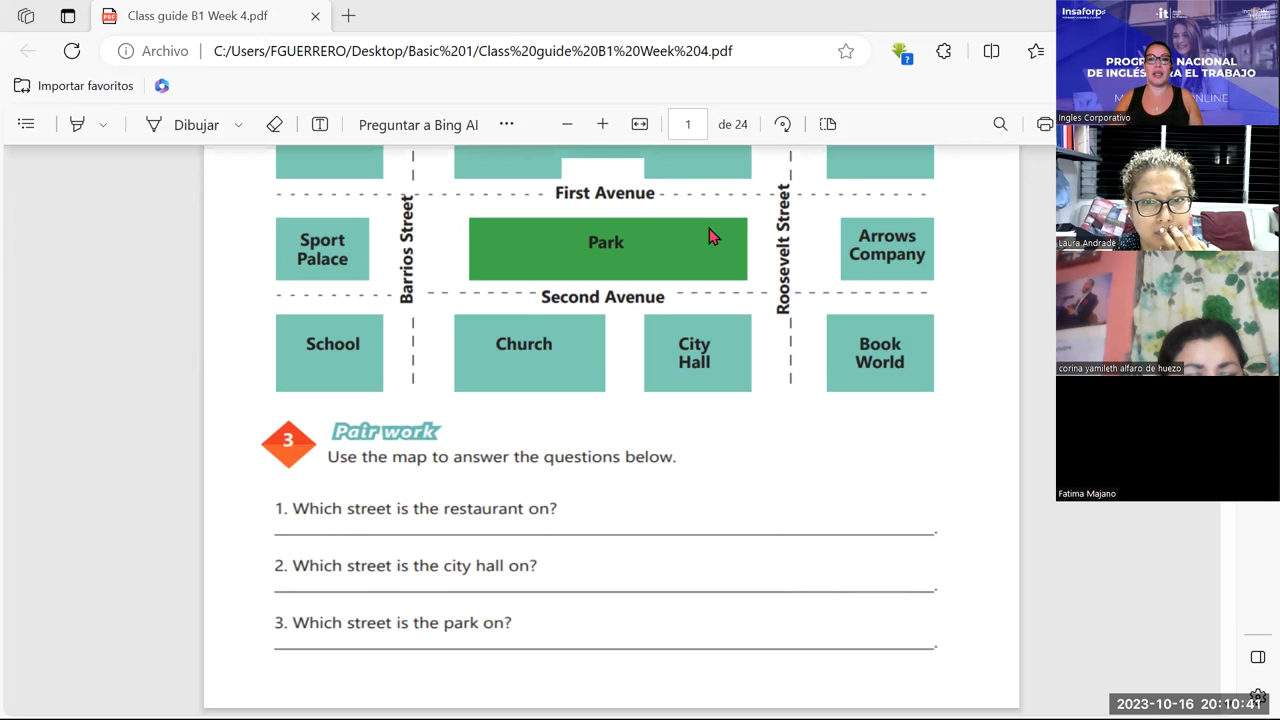 Class guide B1 Week 4.pdf
Archivo
C:/Users/FGUERRERO/Desktop/Basic%201/Class%20guide%20B1%20Week%204.pdf
Importar favoritos
Dibujar
Preguntar a Bing AI
1
de 24
First Avenue
Barrios Street
Roosevelt Street
Sport
Palace
Park
Arrows
Company
Second Avenue
School
Church
City
Hall
Book
World
3
Pair work
Use the map to answer the questions below.
1. Which street is the restaurant on?
2. Which street is the city hall on?
3. Which street is the park on?
Insaforp
Ingles Corporativo
Laura Andrade
corina yamileth alfaro de huezo
Fatima Majano
2023-10-16 20:10:41